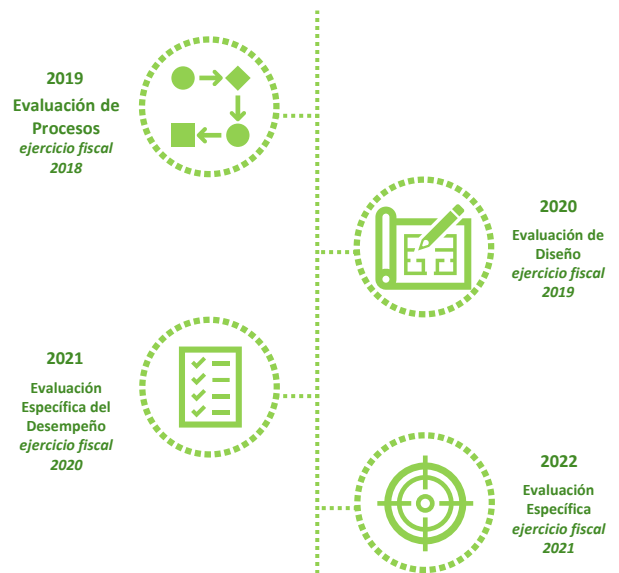 2019
Evaluación de
Procesos
ejercicio fiscal
2018
2020
Evaluación de
Diseño
ejercicio fiscal
2019
2021
Evaluación
Específica del
Desempeño
ejercicio fiscal
2020
2022
Evaluación
Específica
ejercicio fiscal
2021